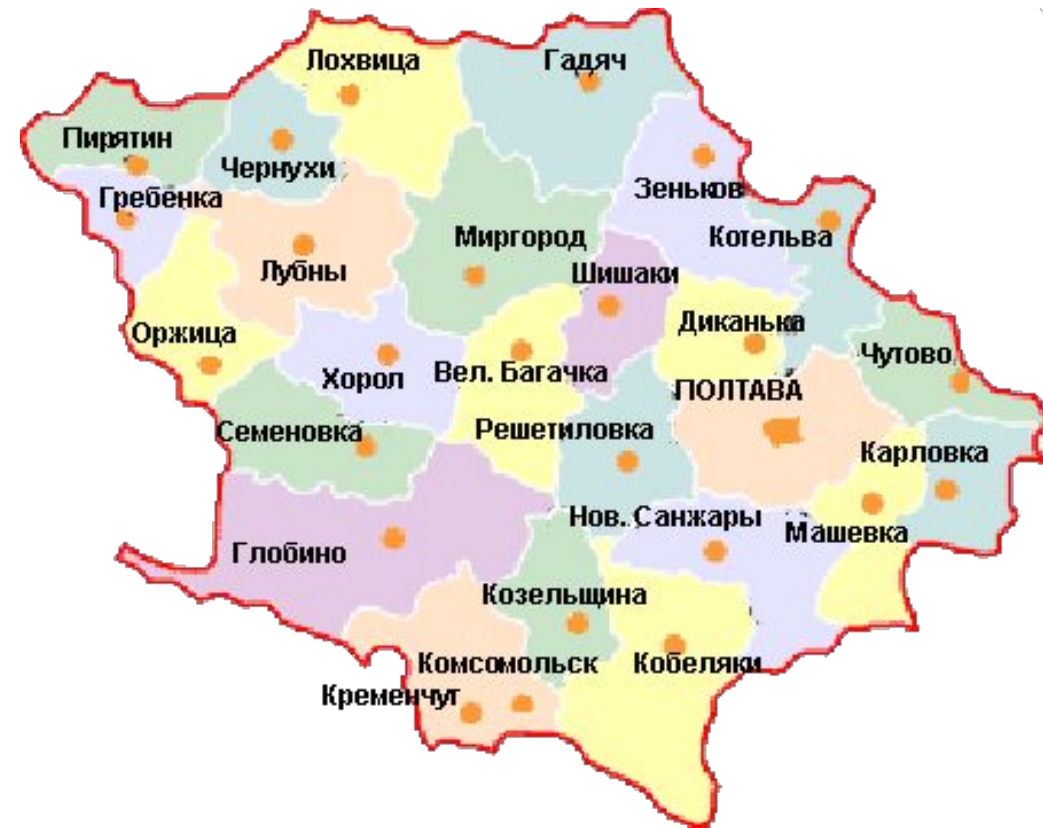 Лохвица
Гадяч
Пирятин
Чернухи
Гребенка
Зеньков
Котельва
Миргород
Лубны
Шишаки
Оржица
Диканька
Чутово
Хорол
Вел. Багачка
ПОЛТАВА
Семеновка
Решетиловка
Карловка
Нов. Санжары
Машевка
Глобино
Козельщина
Комсомольск
Кобеляки
Кременчуг